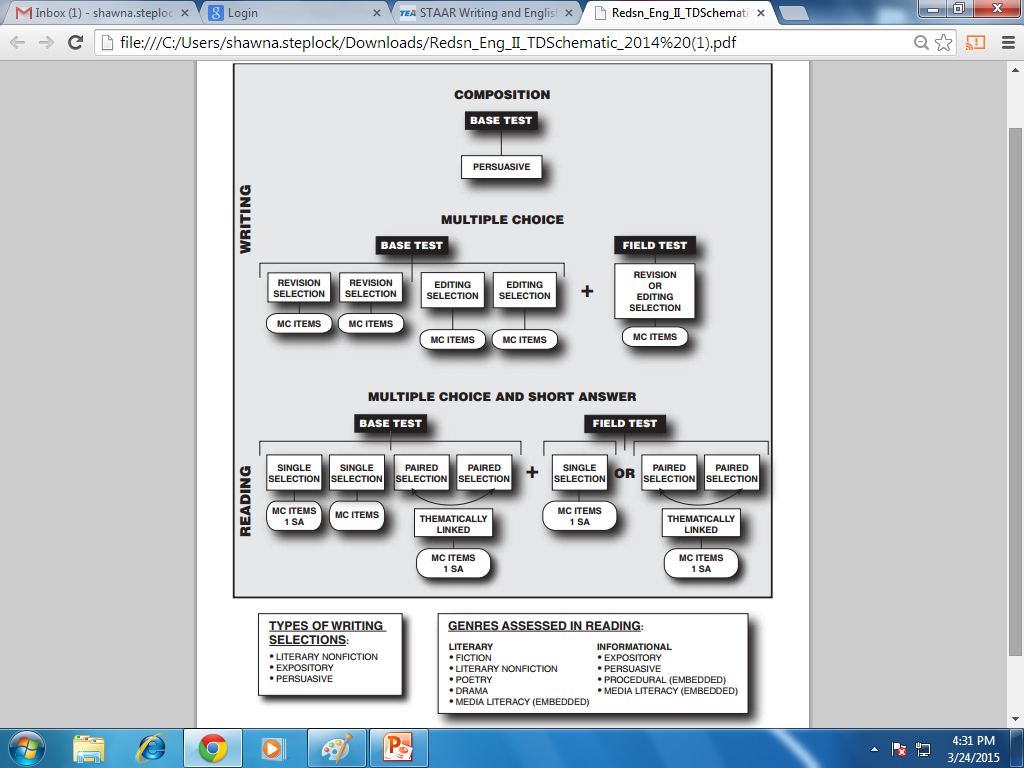 Inbox (1) - shawna.steploc
Login
STAAR Writing and English
Redsn_Eng_II_TDSchemati
file:///C:/Users/shawna.steplock/Downloads/Redsn_Eng_II_TDSchematic_2014%20(1).pdf
COMPOSITION
BASE TEST
PERSUASIVE
WRITING
MULTIPLE CHOICE
BASE TEST
FIELD TEST
REVISION
SELECTION
REVISION
SELECTION
EDITING
SELECTION
EDITING
SELECTION
+
REVISION
OR
EDITING
SELECTION
MC ITEMS
MC ITEMS
MC ITEMS
MC ITEMS
MC ITEMS
MULTIPLE CHOICE AND SHORT ANSWER
READING
BASE TEST
FIELD TEST
SINGLE
SELECTION
SINGLE
SELECTION
PAIRED
SELECTION
PAIRED
SELECTION
+
SINGLE
SELECTION
OR
PAIRED
SELECTION
PAIRED
SELECTION
MC ITEMS
1 SA
MC ITEMS
THEMATICALLY
LINKED
MC ITEMS
1 SA
MC ITEMS
1 SA
THEMATICALLY
LINKED
MC ITEMS
1 SA
TYPES OF WRITING
SELECTIONS:
• LITERARY NONFICTION
• EXPOSITORY
• PERSUASIVE
GENRES ASSESSED IN READING:
LITERARY
• FICTION
• LITERARY NONFICTION
• POETRY
• DRAMA
• MEDIA LITERACY (EMBEDDED)
INFORMATIONAL
• EXPOSITORY
• PERSUASIVE
• PROCEDURAL (EMBEDDED)
• MEDIA LITERACY (EMBEDDED)
4:31 PM
3/24/2015